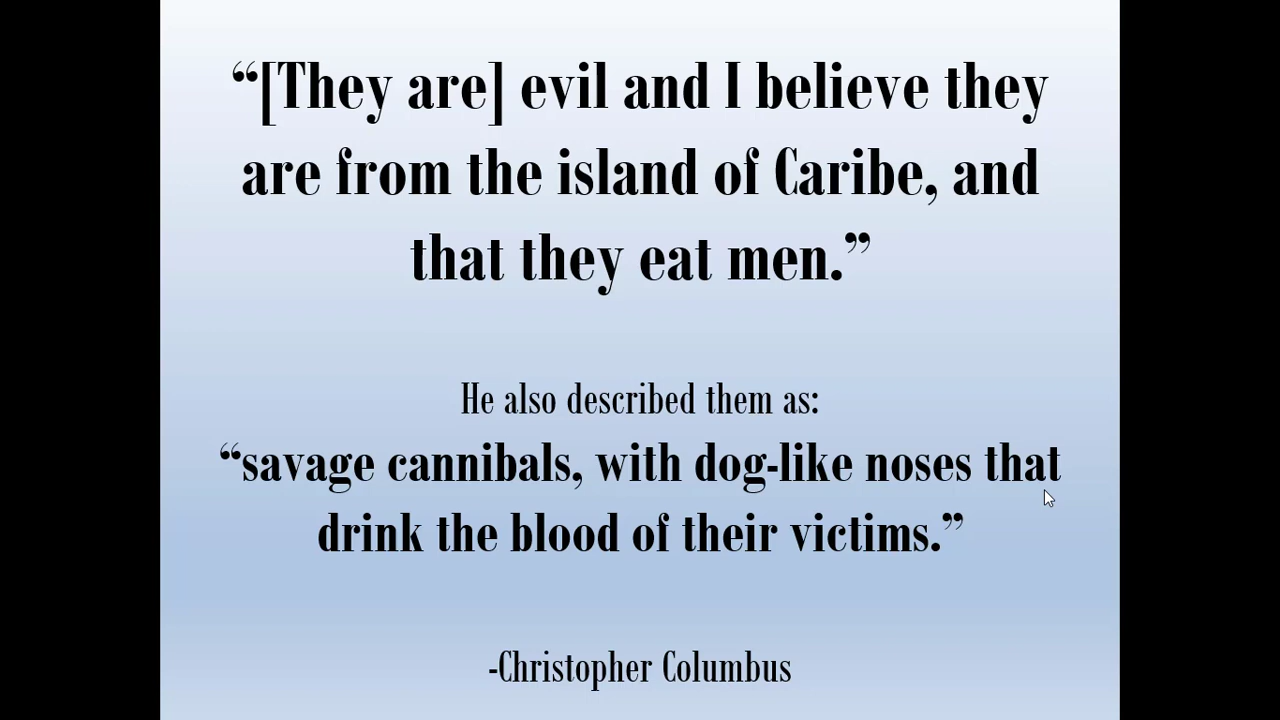 “[They are] evil and I believe they
are from the island of Caribe, and
that they eat men.”
He also described them as:
“savage cannibals, with dog-like noses that
drink the blood of their victims.”
-Christopher Columbus